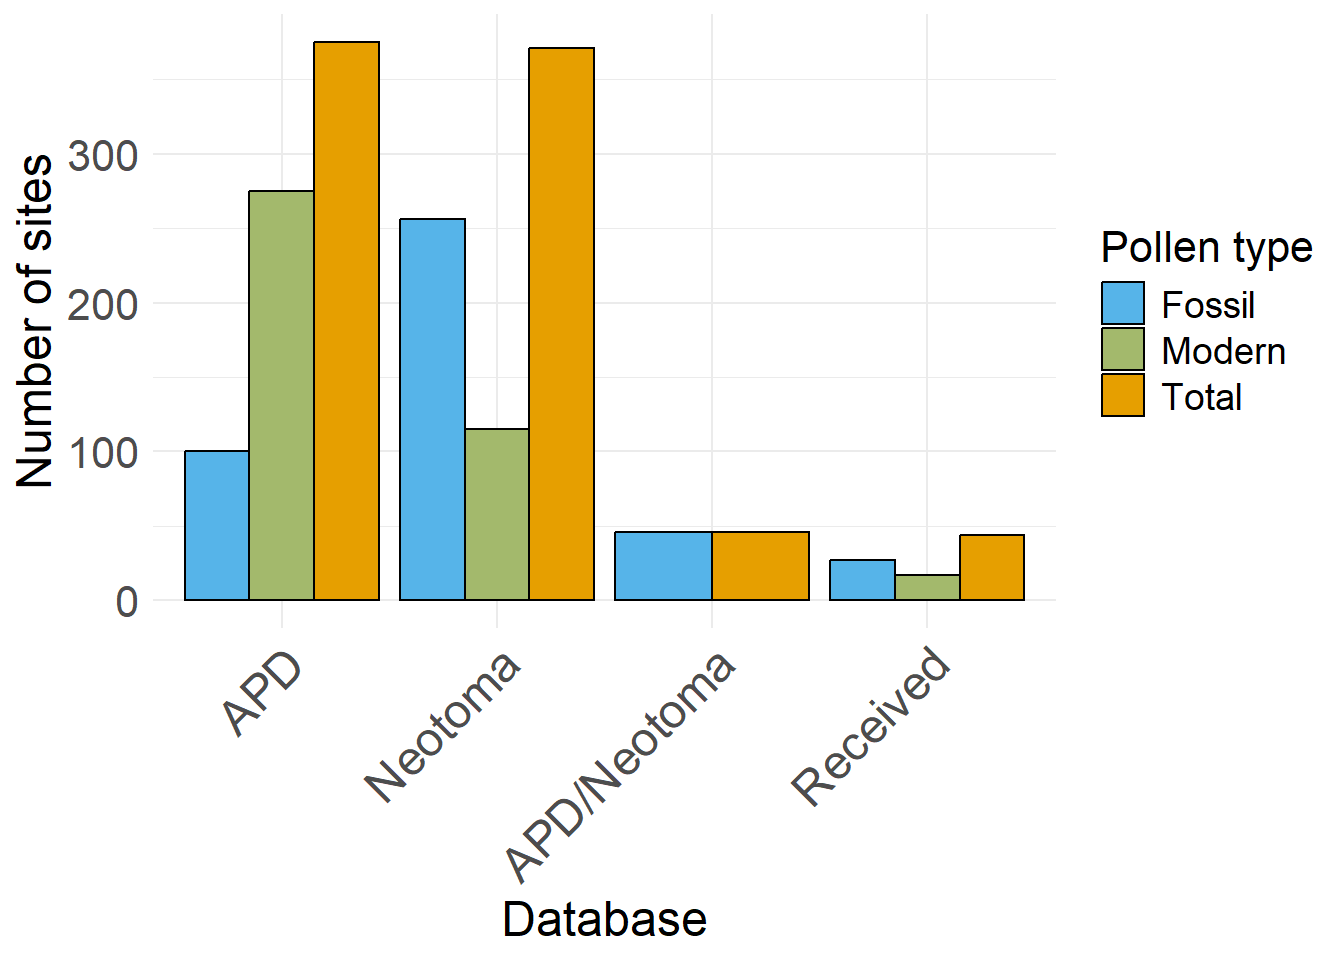 Number of sites
300
200
100
0
APD
Neotoma
APD/Neotoma
Received
Database
Pollen type
Fossil
Modern
Total